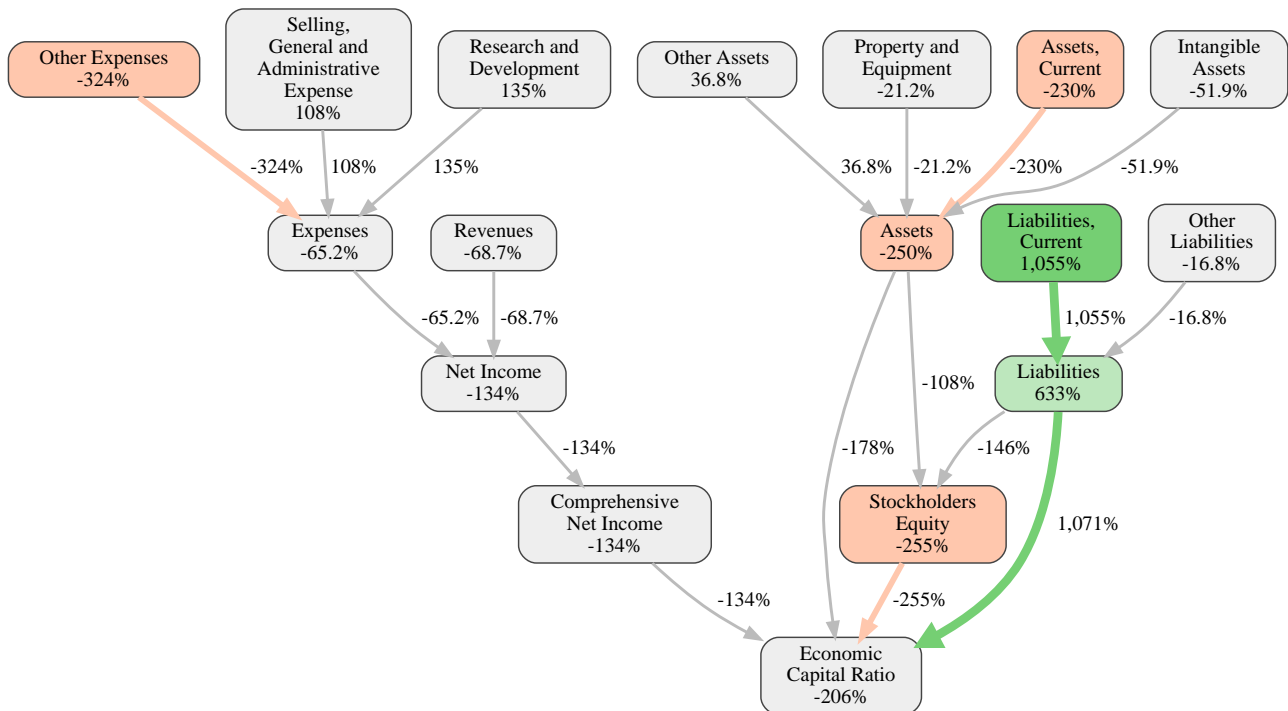 Other Expenses
-324%
Selling,
General and
Administrative
Expense
108%
Research and
Development
135%
Other Assets
36.8%
Property and
Equipment
-21.2%
Assets,
Current
-230%
Intangible
Assets
-51.9%
-324%
108%
135%
36.8%
-21.2%
-230%
-51.9%
Expenses
-65.2%
Revenues
-68.7%
Assets
-250%
Liabilities,
Current
1,055%
Other
Liabilities
-16.8%
-65.2%
-68.7%
1,055%
-16.8%
Net Income
-134%
-108%
Liabilities
633%
-134%
-178%
-146%
Comprehensive
Net Income
-134%
Stockholders
Equity
-255%
1,071%
-134%
-255%
Economic
Capital Ratio
-206%